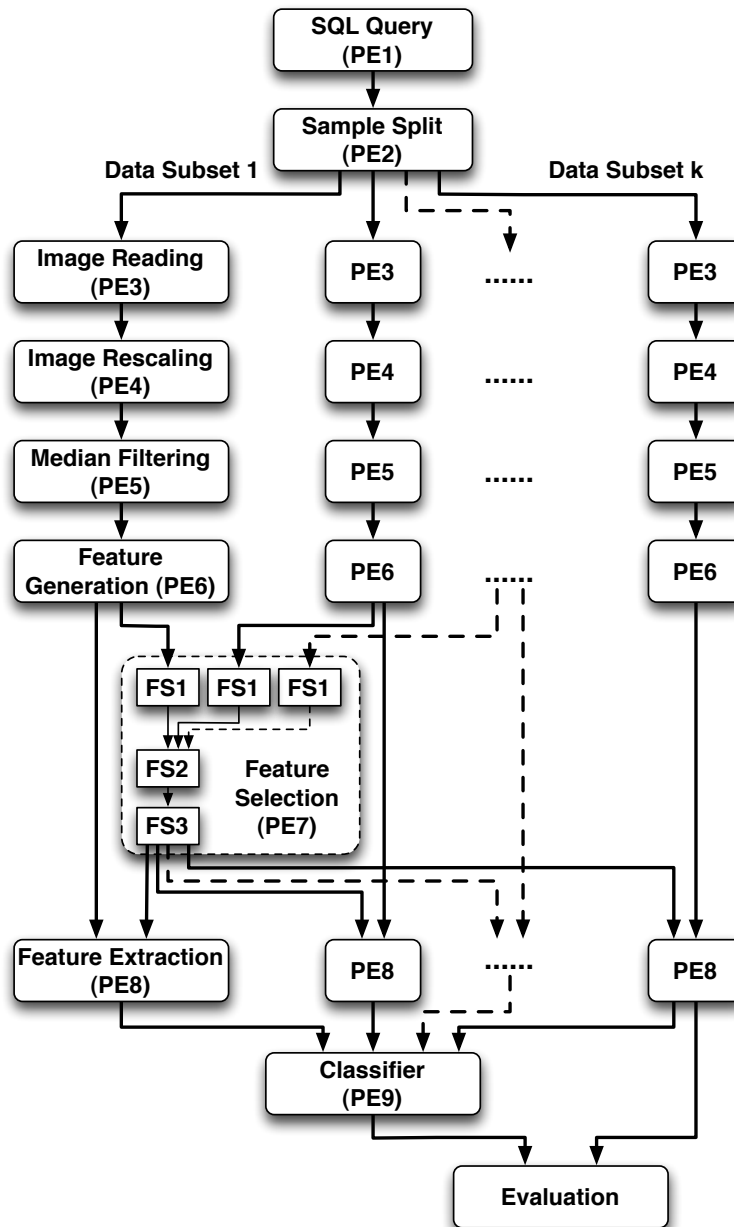 SQL Query
(PE1)
Sample Split
(PE2)
Data Subset 1
Data Subset k
Image Reading
(PE3)
PE3
......
PE3
Image Rescaling
(PE4)
PE4
......
PE4
Median Filtering
(PE5)
PE5
......
PE5
Feature
Generation (PE6)
PE6
......
PE6
FS1
FS1
FS1
FS2
FS3
Feature
Selection
(PE7)
Feature Extraction
(PE8)
PE8
......
PE8
Classifier
(PE9)
Evaluation